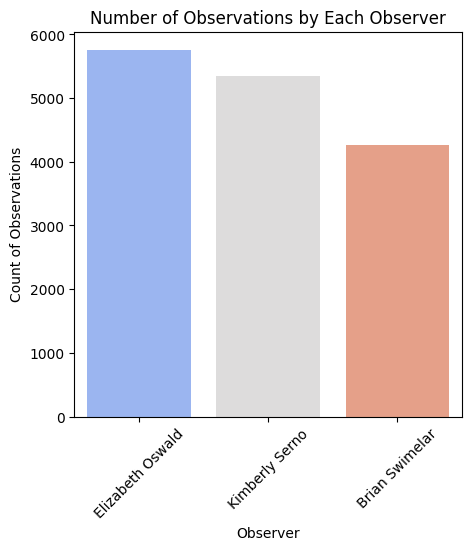 Number of Observations by Each Observer
6000
5000
4000
3000
2000
1000
0
Count of Observations
Elizabeth Oswald
Kimberly Serno
Brian Swimelar
Observer